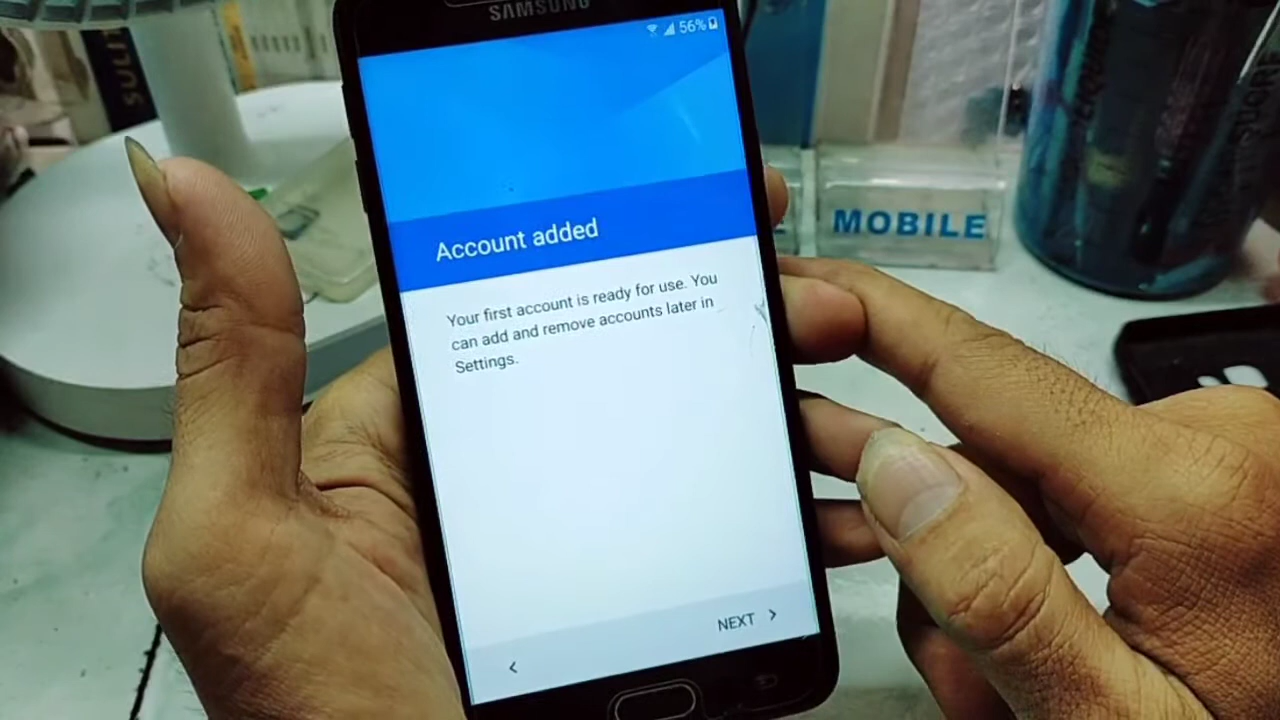 SAMSUNG
56%
Account added
Your first account is ready for use. You
can add and remove accounts later in
Settings.
NEXT
MOBILE